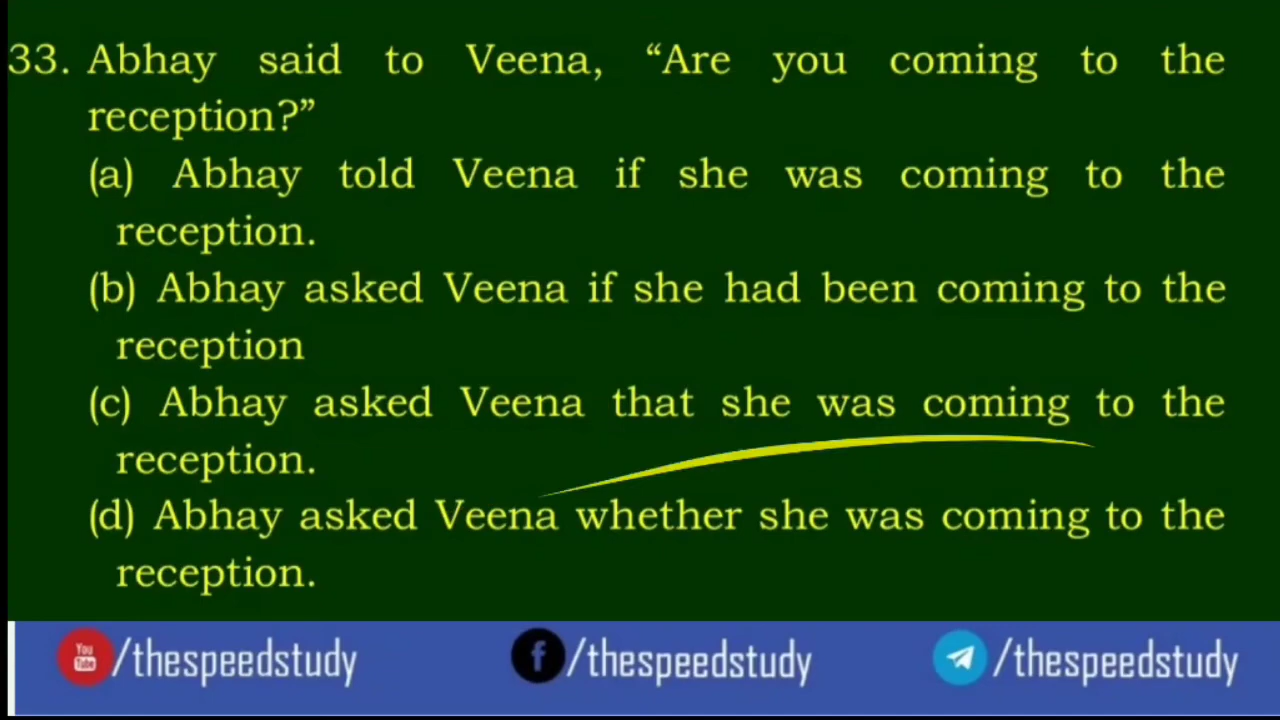 33. Abhay said to Veena, “Are you coming to the
reception?”
(a) Abhay told Veena if she was coming to the
reception.
(b) Abhay asked Veena if she had been coming to the
reception
(c) Abhay asked Veena that she was coming to the
reception.
(d) Abhay asked Veena whether she was coming to the
reception.
You Tube /thespeedstudy f /thespeedstudy /thespeedstudy